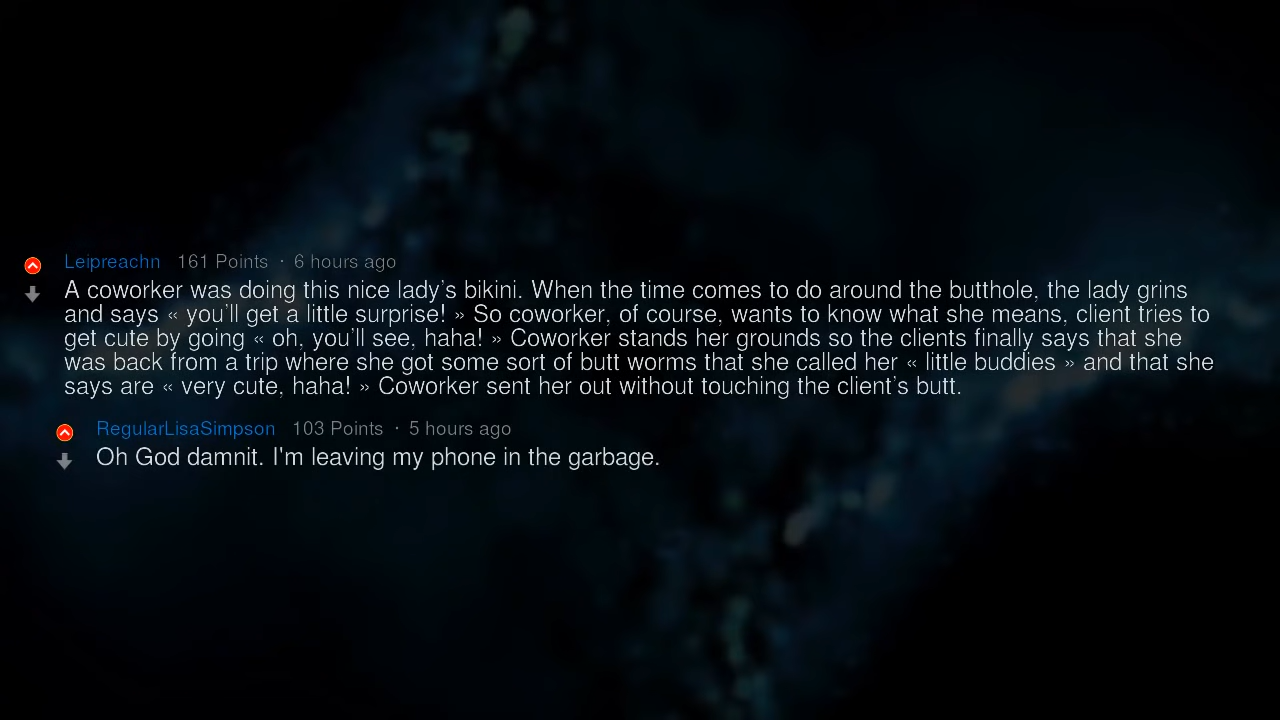 Leipreachn 161 Points · 6 hours ago
A coworker was doing this nice lady's bikini. When the time comes to do around the butthole, the lady grins
and says « you'll get a little surprise! » So coworker, of course, wants to know what she means, client tries to
get cute by going « oh, you'll see, haha! » Coworker stands her grounds so the clients finally says that she
was back from a trip where she got some sort of butt worms that she called her « little buddies » and that she
says are « very cute, haha! » Coworker sent her out without touching the client's butt.
RegularLisaSimpson 103 Points · 5 hours ago
Oh God damnit. I'm leaving my phone in the garbage.